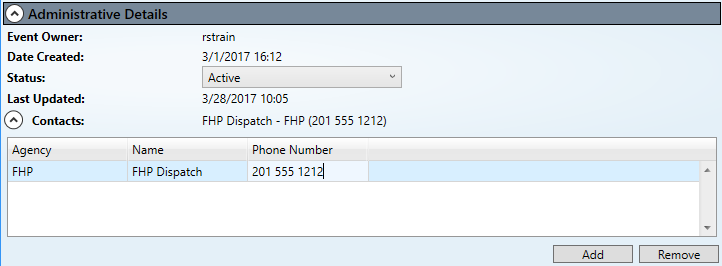 Administrative Details
Event Owner: rstrain
Date Created: 3/1/2017 16:12
Status: Active
Last Updated: 3/28/2017 10:05
Contacts: FHP Dispatch - FHP (201 555 1212)
Agency Name Phone Number
FHP FHP Dispatch 201 555 1212
Add Remove